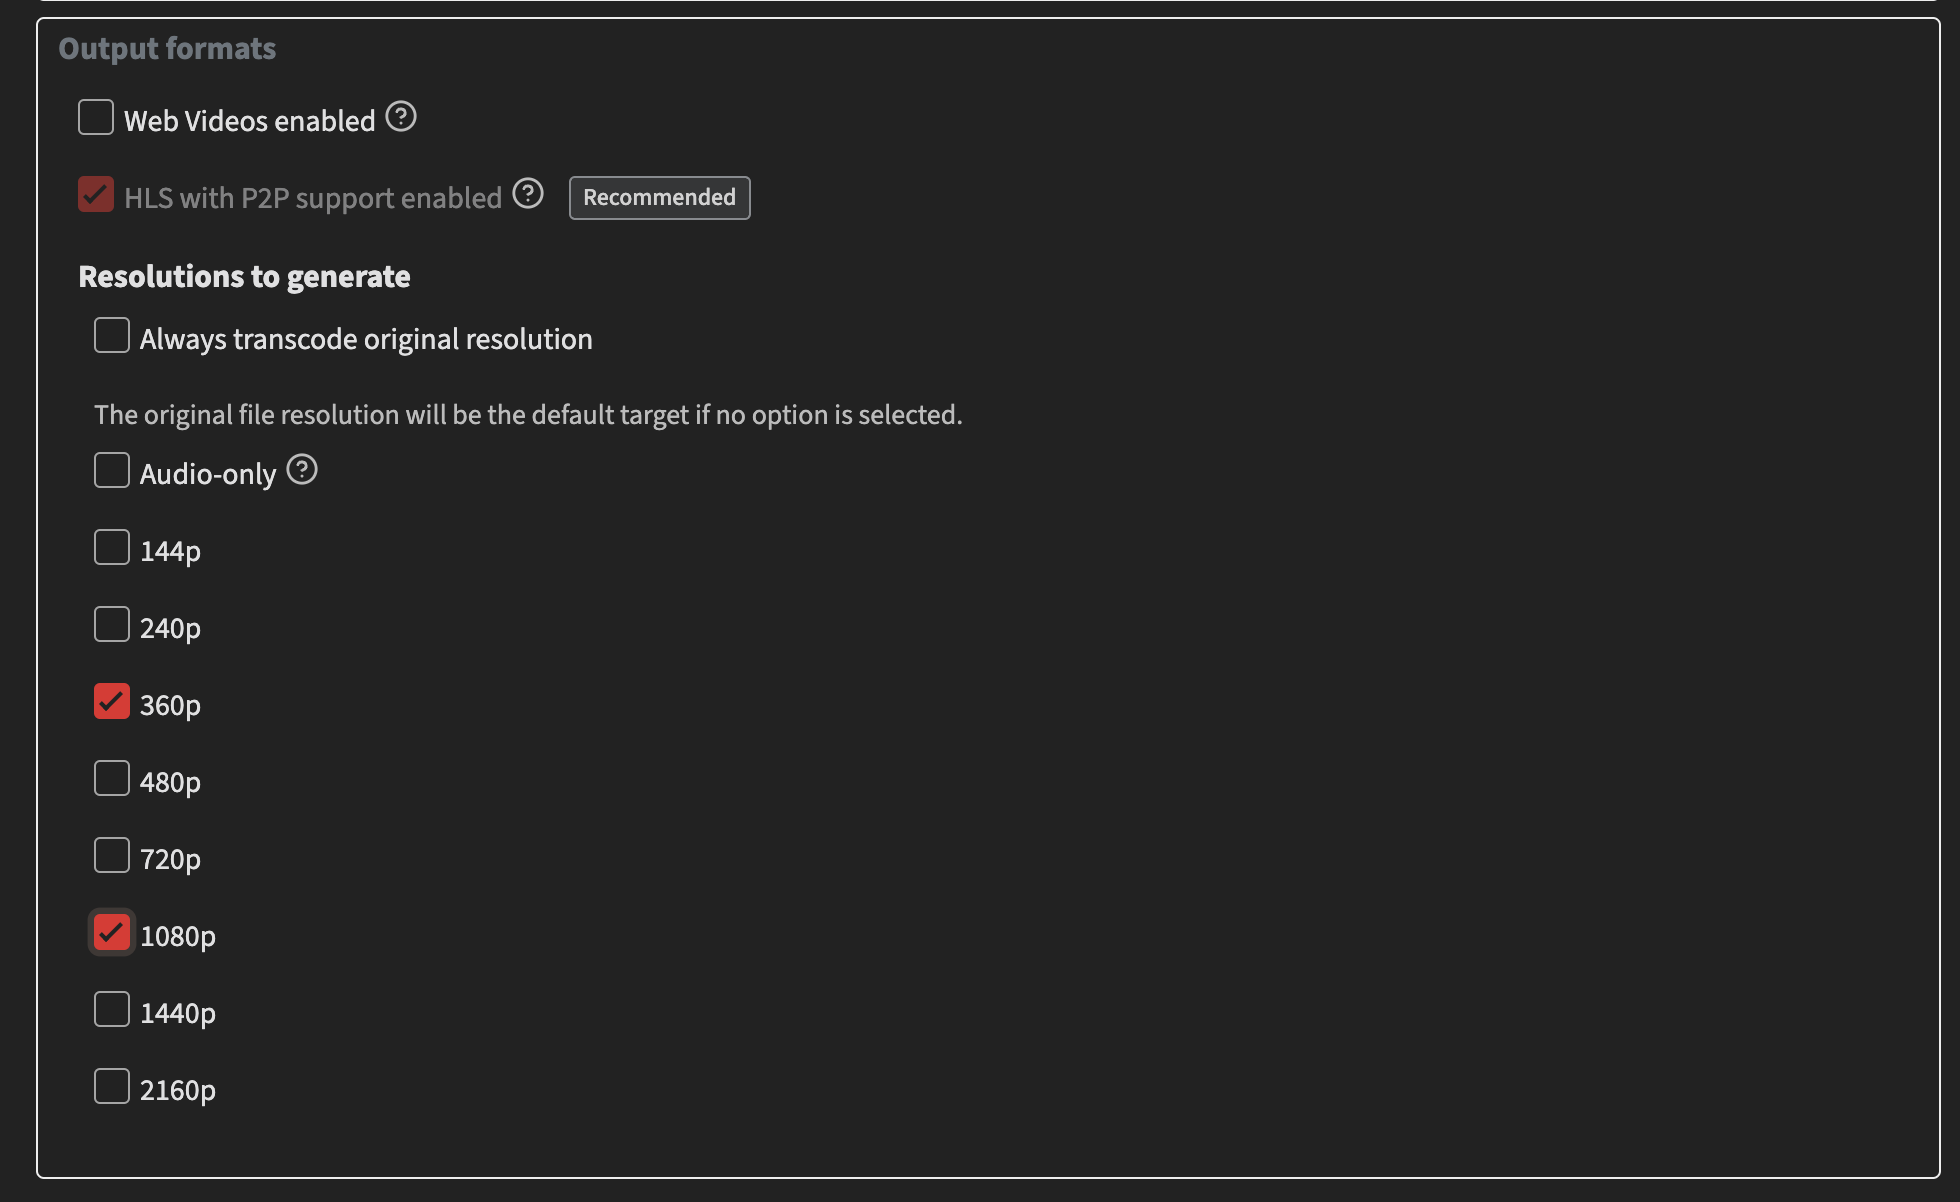 Output formats
Web Videos enabled
HLS with P2P support enabled Recommended
Resolutions to generate
Always transcode original resolution
The original file resolution will be the default target if no option is selected.
Audio-only
144p
240p
360p
480p
720p
1080p
1440p
2160p